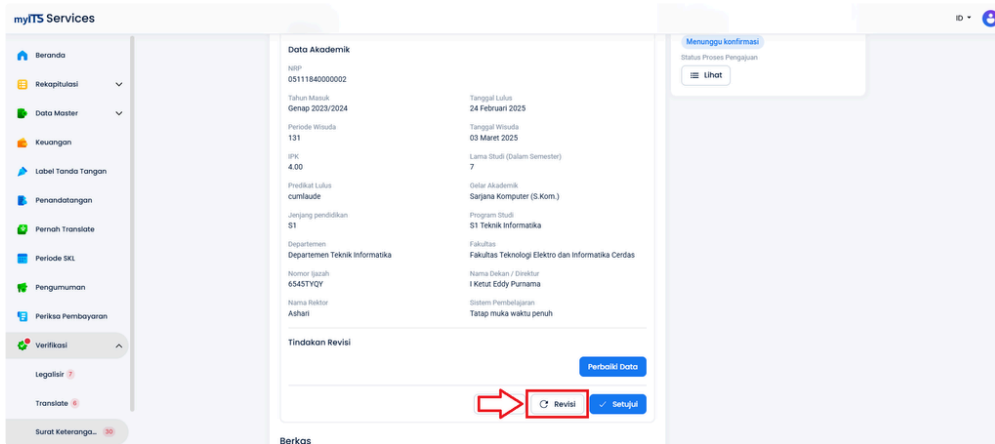 myITS Services
ID
Beranda
Rekapitulasi
Data Master
Keuangan
Label Tanda Tangan
Penandatangan
Pernah Translate
Periode SKL
Pengumuman
Periksa Pembayaran
Verifikasi
Legalisir 7
Translate 6
Surat Keteranga... 30
Data Akademik
NRP
05111840000002
Tahun Masuk
Genap 2023/2024
Tanggal Lulus
24 Februari 2025
Periode Wisuda
131
Tanggal Wisuda
03 Maret 2025
IPK
4.00
Lama Studi (Dalam Semester)
7
Predikat Lulus
cumlaude
Gelar Akademik
Sarjana Komputer (S.Kom.)
Jenjang pendidikan
S1
Program Studi
S1 Teknik Informatika
Departemen
Departemen Teknik Informatika
Fakultas
Fakultas Teknologi Elektro dan Informatika Cerdas
Nomor Ijazah
6545TYQY
Nama Dekan / Direktur
I Ketut Eddy Purnama
Nama Rektor
Ashari
Sistem Pembelajaran
Tatap muka waktu penuh
Tindakan Revisi
Perbaiki Data
Revisi
Setujui
Berkas
Menunggu konfirmasi
Status Proses Pengajuan
Lihat